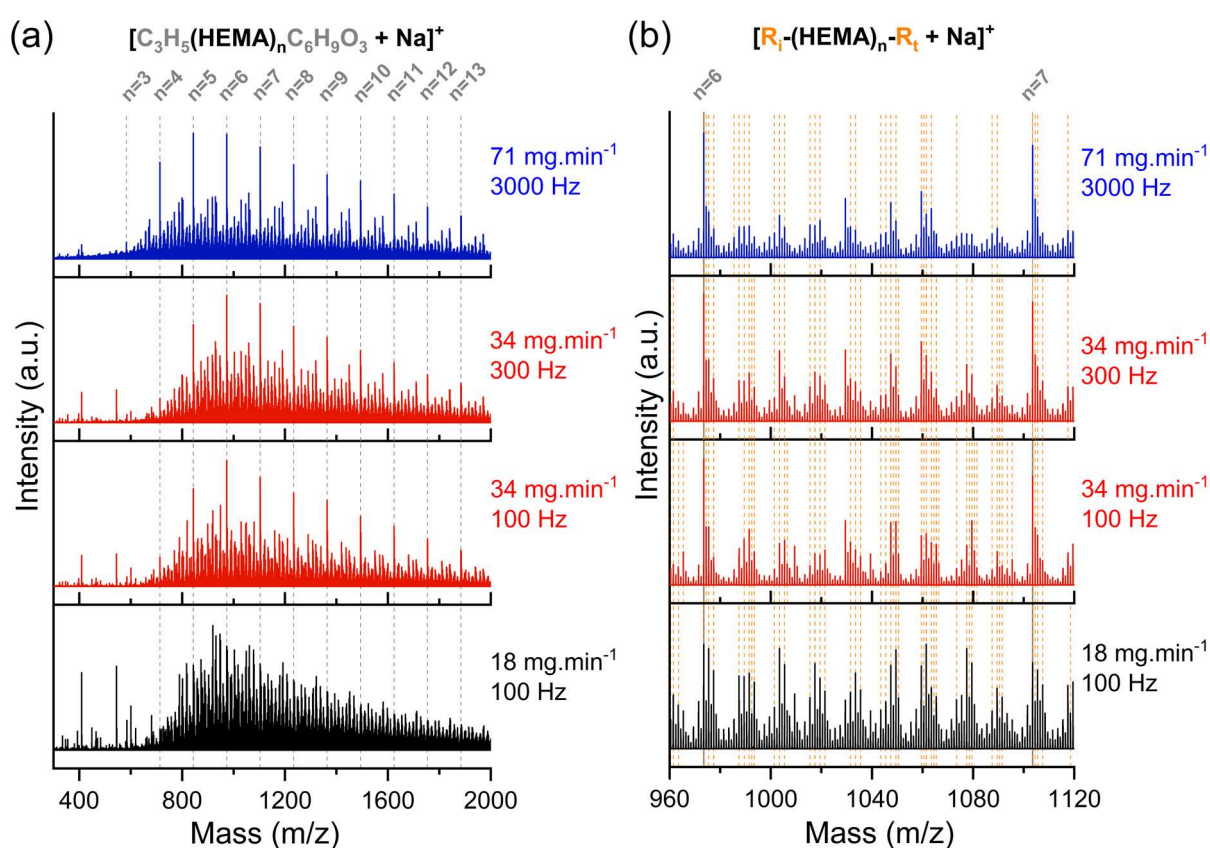 (a)
[C₃H₅(HEMA)ₙC₆H₉O₃ + Na]⁺
n=3 n=4 n=5 n=6 n=7 n=8 n=9 n=10 n=11 n=12 n=13
71 mg.min⁻¹
3000 Hz
34 mg.min⁻¹
300 Hz
34 mg.min⁻¹
100 Hz
18 mg.min⁻¹
100 Hz
Intensity (a.u.)
400 800 1200 1600 2000
Mass (m/z)
(b)
[Rᵢ-(HEMA)ₙ-Rₜ + Na]⁺
n=6 n=7
71 mg.min⁻¹
3000 Hz
34 mg.min⁻¹
300 Hz
34 mg.min⁻¹
100 Hz
18 mg.min⁻¹
100 Hz
Intensity (a.u.)
960 1000 1040 1080 1120
Mass (m/z)